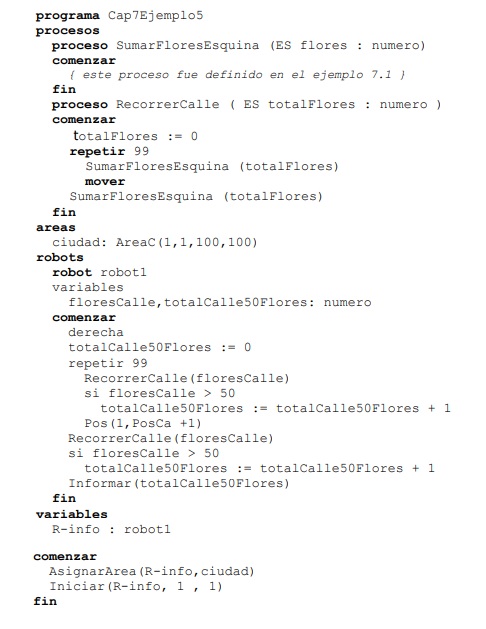 programa Cap7Ejemplo5
procesos
  proceso SumarFloresEsquina (ES flores : numero)
  comenzar
    { este proceso fue definido en el ejemplo 7.1 }
  fin
  proceso RecorrerCalle ( ES totalFlores : numero )
  comenzar
    totalFlores := 0
    repetir 99
      SumarFloresEsquina (totalFlores)
      mover
    SumarFloresEsquina (totalFlores)
  fin
areas
  ciudad: AreaC(1,1,100,100)
robots
  robot robot1
  variables
    floresCalle,totalCalle50Flores: numero
  comenzar
    derecha
    totalCalle50Flores := 0
    repetir 99
      RecorrerCalle(floresCalle)
      si floresCalle > 50
        totalCalle50Flores := totalCalle50Flores + 1
      Pos(1,PosCa +1)
    RecorrerCalle(floresCalle)
    si floresCalle > 50
      totalCalle50Flores := totalCalle50Flores + 1
    Informar(totalCalle50Flores)
  fin
variables
  R-info : robot1
comenzar
  AsignarArea(R-info,ciudad)
  Iniciar(R-info, 1 , 1)
fin